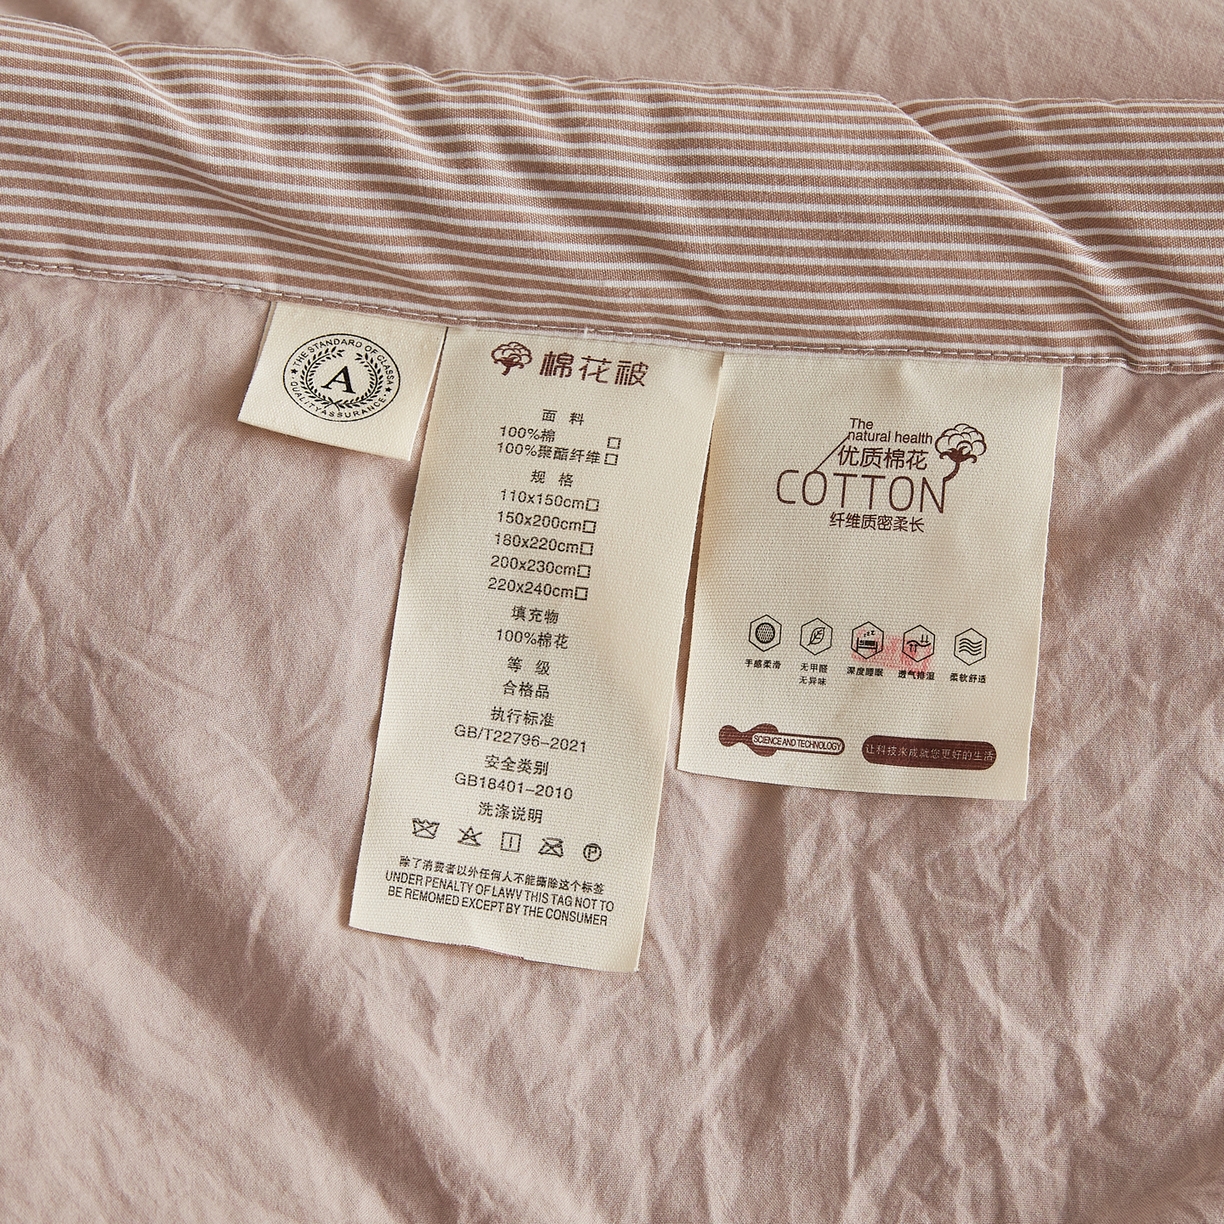 THE STANDARD OF CLASSA
A
QUALITY ASSURANCE
棉花被
面 料
100%棉 □
100%聚酯纤维□
规 格
110x150cm□
150x200cm□
180x220cm□
200x230cm□
220x240cm□
填充物
100%棉花
等 级
合格品
执行标准
GB/T22796-2021
安全类别
GB18401-2010
洗涤说明
P
除了消费者以外任何人不能撕除这个标签
UNDER PENALTY OF LAWV THIS TAG NOT TO
BE REMOMED EXCEPT BY THE CONSUMER
The
natural health
优质棉花
COTTON
纤维质密柔长
手感柔滑
无甲醛
无异味
深度睡眠
透气排湿
柔软舒适
SCIENCE AND TECHNOLOGY
让科技来成就您更好的生活